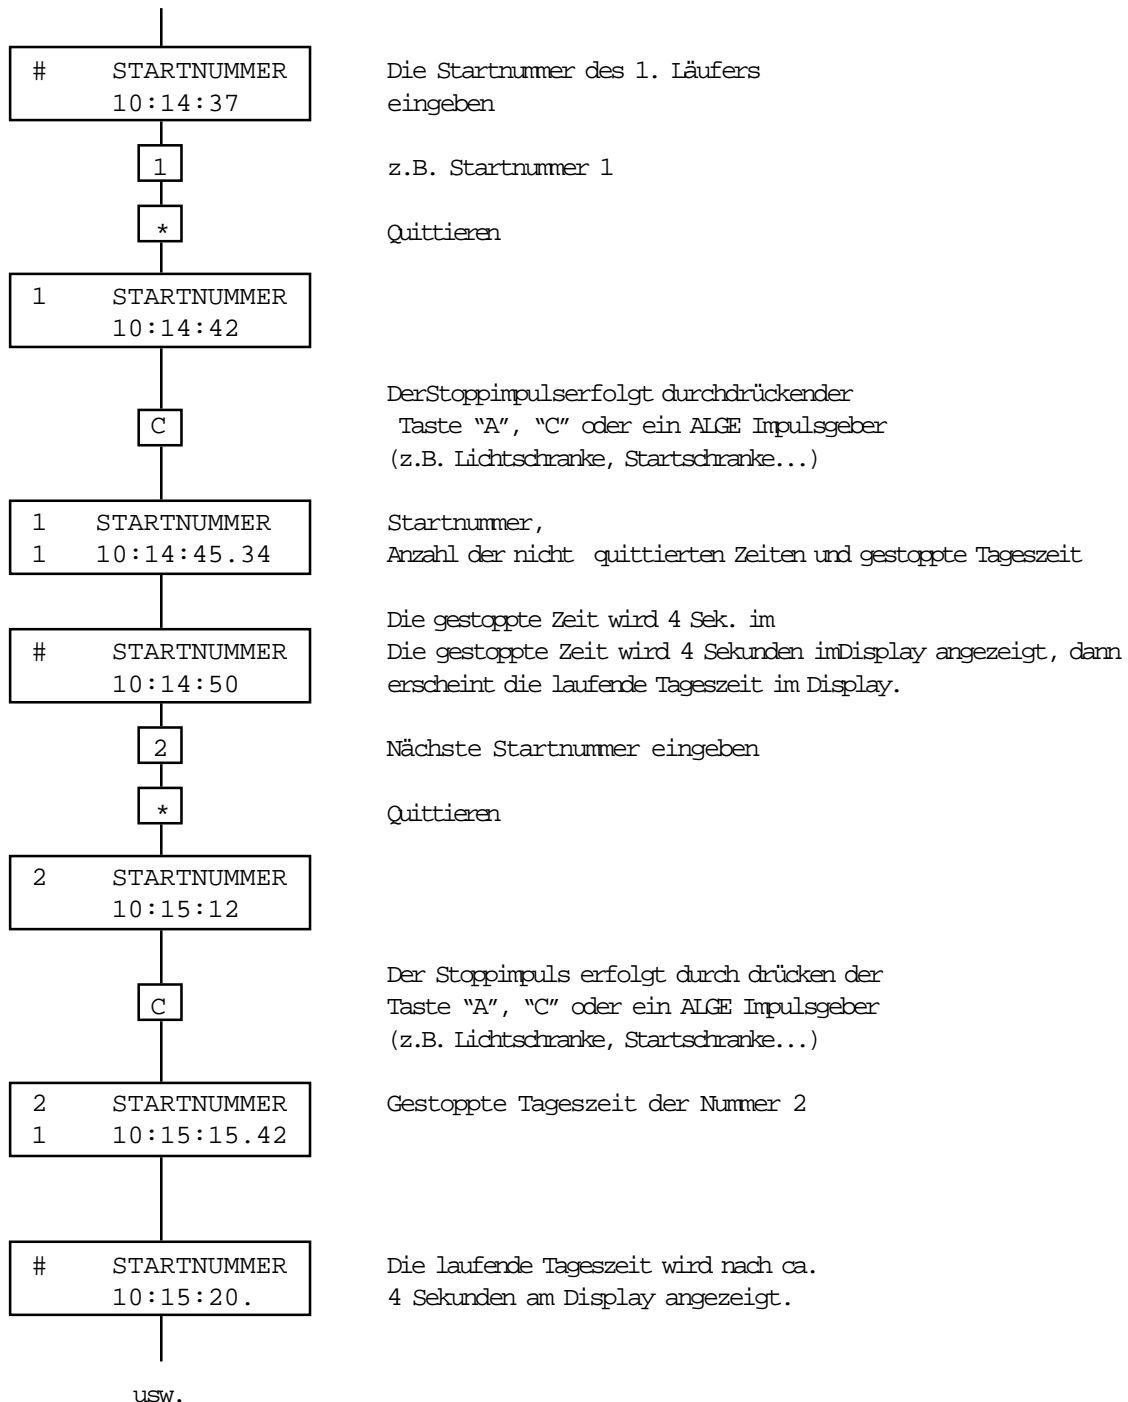 # STARTNUMMER Die Startnummer des 1. Läufers
10:14:37 eingeben
1 z.B. Startnummer 1
* Quittieren
1 STARTNUMMER
10:14:42
DerStoppimpulserfolgt durchdrückender
C Taste “A”, “C” oder ein ALGE Impulsgeber
(z.B. Lichtschranke, Startschranke...)
1 STARTNUMMER Startnummer,
1 10:14:45.34 Anzahl der nicht quittierten Zeiten und gestoppte Tageszeit
Die gestoppte Zeit wird 4 Sek. im
# STARTNUMMER Die gestoppte Zeit wird 4 Sekunden imDisplay angezeigt, dann
10:14:50 erscheint die laufende Tageszeit im Display.
2 Nächste Startnummer eingeben
* Quittieren
2 STARTNUMMER
10:15:12
Der Stoppimpuls erfolgt durch drücken der
C Taste “A”, “C” oder ein ALGE Impulsgeber
(z.B. Lichtschranke, Startschranke...)
2 STARTNUMMER Gestoppte Tageszeit der Nummer 2
1 10:15:15.42
# STARTNUMMER Die laufende Tageszeit wird nach ca.
10:15:20. 4 Sekunden am Display angezeigt.
usw.